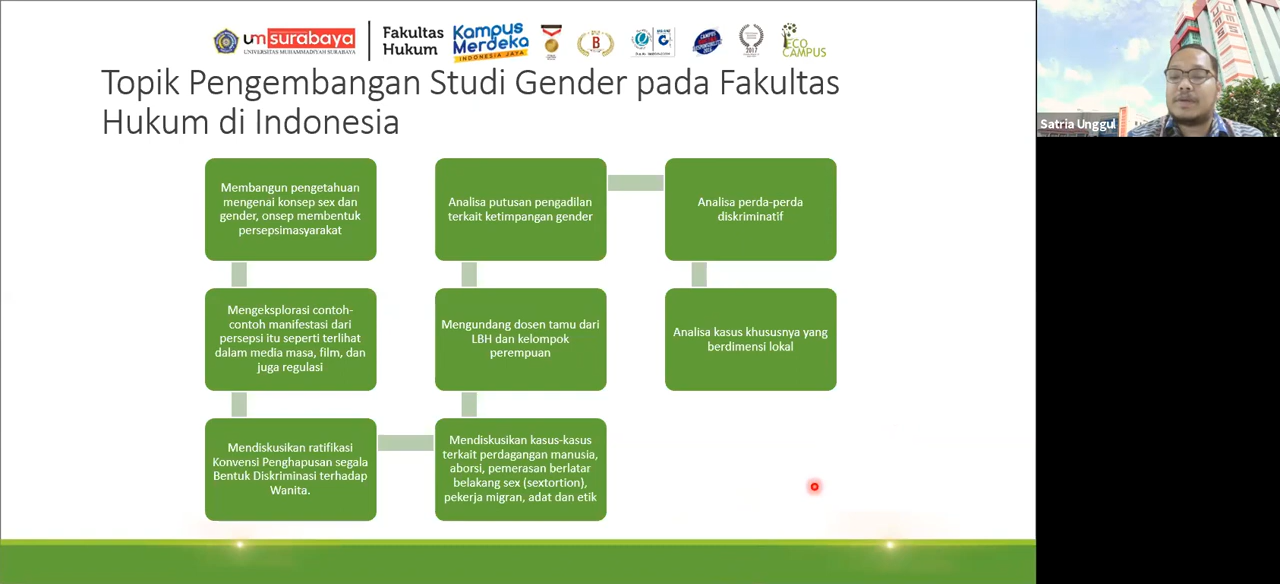 um surabaya
UNIVERSITAS MUHAMMADIYAH SURABAYA
Fakultas
Hukum
Kampus
Merdeka
INDONESIA JAYA
B
2017
ECO
CAMPUS
Satria Unggul
Topik Pengembangan Studi Gender pada Fakultas
Hukum di Indonesia
Membangun pengetahuan
mengenai konsep sex dan
gender, onsep membentuk
persepsimasyarakat
Mengeksplorasi contoh-
contoh manifestasi dari
persepsi itu seperti terlihat
dalam media masa, film, dan
juga regulasi
Mendiskusikan ratifikasi
Konvensi Penghapusan segala
Bentuk Diskriminasi terhadap
Wanita.
Mendiskusikan kasus-kasus
terkait perdagangan manusia,
aborsi, pemerasan berlatar
belakang sex (sextortion),
pekerja migran, adat dan etik
Mengundang dosen tamu dari
LBH dan kelompok
perempuan
Analisa putusan pengadilan
terkait ketimpangan gender
Analisa perda-perda
diskriminatif
Analisa kasus khususnya yang
berdimensi lokal